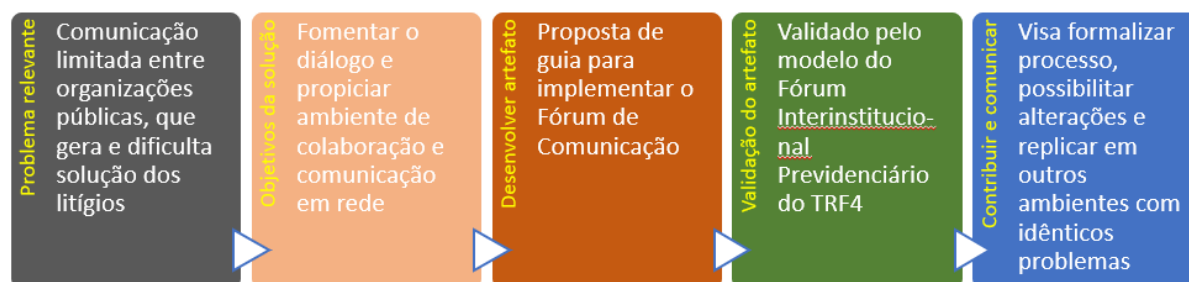 Problema relevante
Comunicação
limitada entre
organizações
públicas, que
gera e dificulta
solução dos
litígios
Objetivos da solução
Fomentar o
diálogo e
propiciar
ambiente de
colaboração e
comunicação
em rede
Desenvolver artefato
Proposta de
guia para
implementar o
Fórum de
Comunicação
Validação do artefato
Validado pelo
modelo do
Fórum
Interinstitucio-
nal
Previdenciário
do TRF4
Contribuir e comunicar
Visa formalizar
processo,
possibilitar
alterações e
replicar em
outros
ambientes com
idênticos
problemas